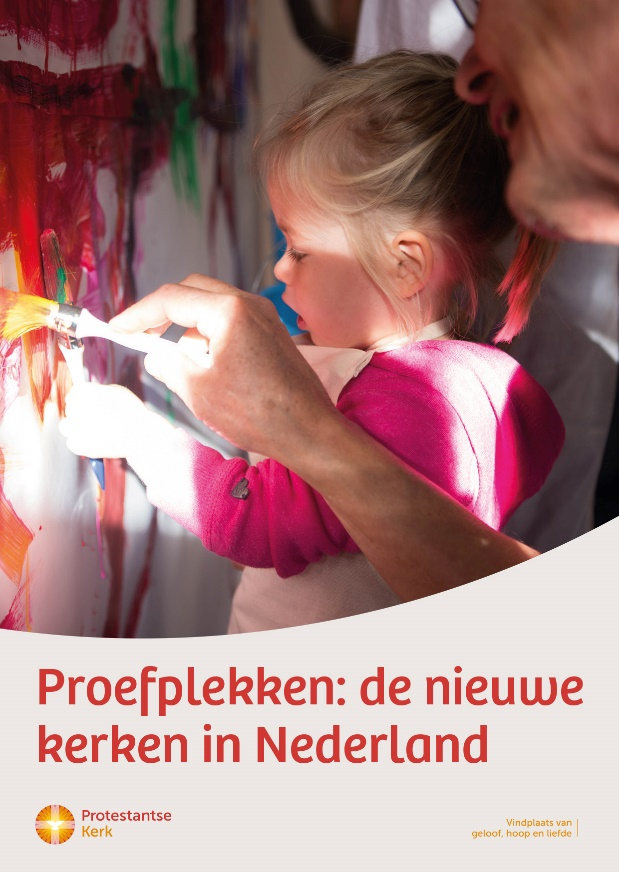 Proefplekken: de nieuwe
kerken in Nederland
Protestantse
Kerk
Vindplaats van
geloof, hoop en liefde